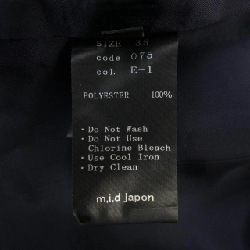 SIZE 38
code 075
col. E-1
POLYESTER 100%
· Do Not Wash
· Do Not Use
Chlorine Bleach
· Use Cool Iron
· Dry Clean
m.i.d japon